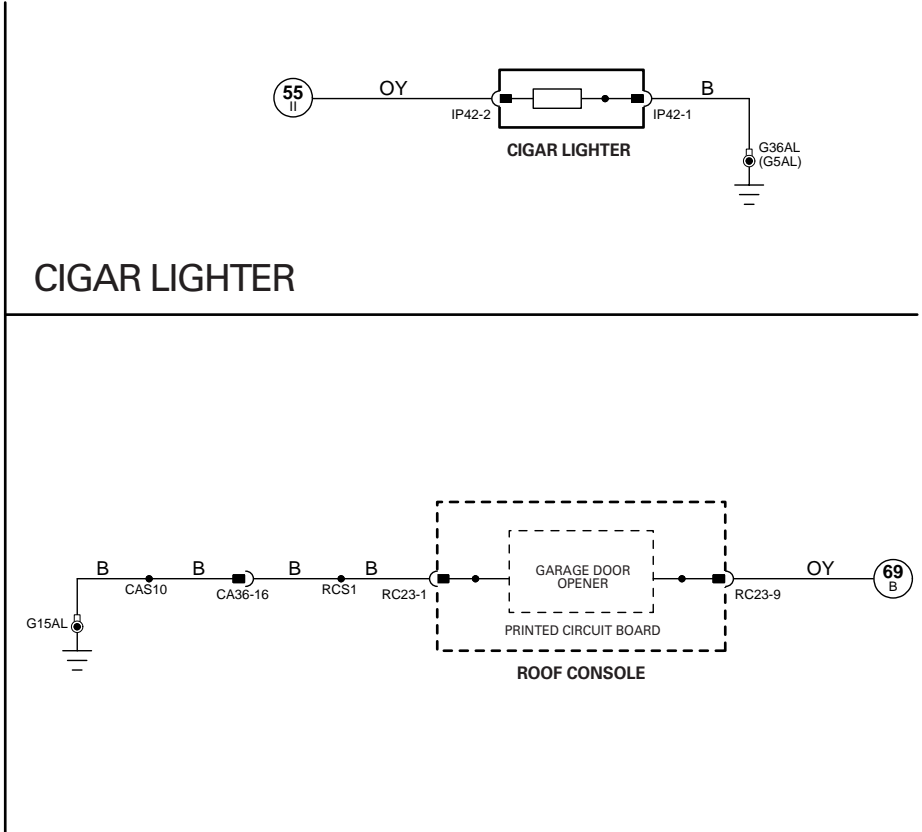 55
II
OY
IP42-2
IP42-1
B
CIGAR LIGHTER
G36AL
(G5AL)
CIGAR LIGHTER
B
CAS10
B
CA36-16
B
RCS1
B
RC23-1
GARAGE DOOR
OPENER
PRINTED CIRCUIT BOARD
ROOF CONSOLE
RC23-9
OY
69
B
G15AL